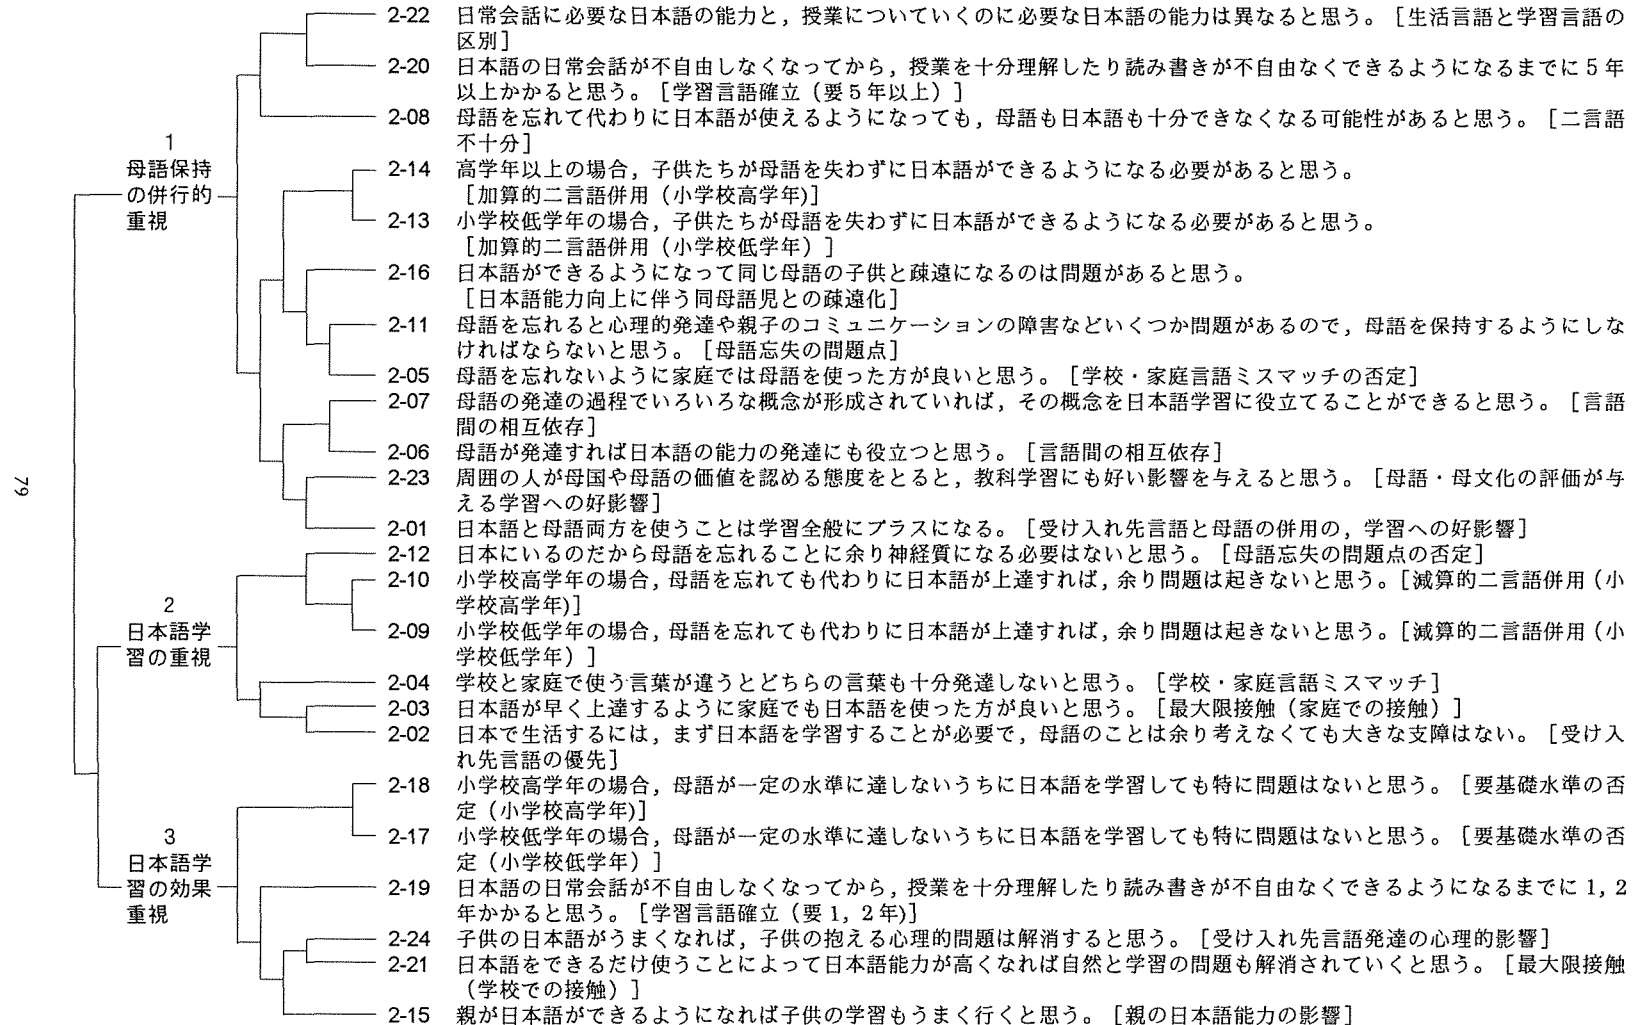 2-22 日常会話に必要な日本語の能力と，授業についていくのに必要な日本語の能力は異なると思う。［生活言語と学習言語の
区別］
2-20 日本語の日常会話が不自由しなくなってから，授業を十分理解したり読み書きが不自由なくできるようになるまでに5年
以上かかると思う。［学習言語確立（要5年以上）］
2-08 母語を忘れて代わりに日本語が使えるようになっても，母語も日本語も十分できなくなる可能性があると思う。［二言語
不十分］
1
母語保持
の併行的
重視
2-14 高学年以上の場合，子供たちが母語を失わずに日本語ができるようになる必要があると思う。
［加算的二言語併用（小学校高学年)］
2-13 小学校低学年の場合，子供たちが母語を失わずに日本語ができるようになる必要があると思う。
［加算的二言語併用（小学校低学年）］
2-16 日本語ができるようになって同じ母語の子供と疎遠になるのは問題があると思う。
［日本語能力向上に伴う同母語児との疎遠化］
2-11 母語を忘れると心理的発達や親子のコミュニケーションの障害などいくつか問題があるので，母語を保持するようにしな
ければならないと思う。［母語忘失の問題点］
2-05 母語を忘れないように家庭では母語を使った方が良いと思う。［学校・家庭言語ミスマッチの否定］
2-07 母語の発達の過程でいろいろな概念が形成されていれば，その概念を日本語学習に役立てることができると思う。［言語
間の相互依存］
2-06 母語が発達すれば日本語の能力の発達にも役立つと思う。［言語間の相互依存］
2-23 周囲の人が母国や母語の価値を認める態度をとると，教科学習にも好い影響を与えると思う。［母語・母文化の評価が与
える学習への好影響］
2-01 日本語と母語両方を使うことは学習全般にプラスになる。［受け入れ先言語と母語の併用の，学習への好影響］
2-12 日本にいるのだから母語を忘れることに余り神経質になる必要はないと思う。［母語忘失の問題点の否定］
2-10 小学校高学年の場合，母語を忘れても代わりに日本語が上達すれば，余り問題は起きないと思う。［減算的二言語併用（小
学校高学年)］
2
日本語学
習の重視
2-09 小学校低学年の場合，母語を忘れても代わりに日本語が上達すれば，余り問題は起きないと思う。［減算的二言語併用（小
学校低学年）］
2-04 学校と家庭で使う言葉が違うとどちらの言葉も十分発達しないと思う。［学校・家庭言語ミスマッチ］
2-03 日本語が早く上達するように家庭でも日本語を使った方が良いと思う。［最大限接触（家庭での接触）］
2-02 日本で生活するには，まず日本語を学習することが必要で，母語のことは余り考えなくても大きな支障はない。［受け入
れ先言語の優先］
2-18 小学校高学年の場合，母語が一定の水準に達しないうちに日本語を学習しても特に問題はないと思う。［要基礎水準の否
定（小学校高学年)］
2-17 小学校低学年の場合，母語が一定の水準に達しないうちに日本語を学習しても特に問題はないと思う。［要基礎水準の否
定（小学校低学年）］
3
日本語学
習の効果
重視
2-19 日本語の日常会話が不自由しなくなってから，授業を十分理解したり読み書きが不自由なくできるようになるまでに1，2
年かかると思う。［学習言語確立（要1，2年)］
2-24 子供の日本語がうまくなれば，子供の抱える心理的問題は解消すると思う。［受け入れ先言語発達の心理的影響］
2-21 日本語をできるだけ使うことによって日本語能力が高くなれば自然と学習の問題も解消されていくと思う。［最大限接触
（学校での接触）］
2-15 親が日本語ができるようになれば子供の学習もうまく行くと思う。［親の日本語能力の影響］
79